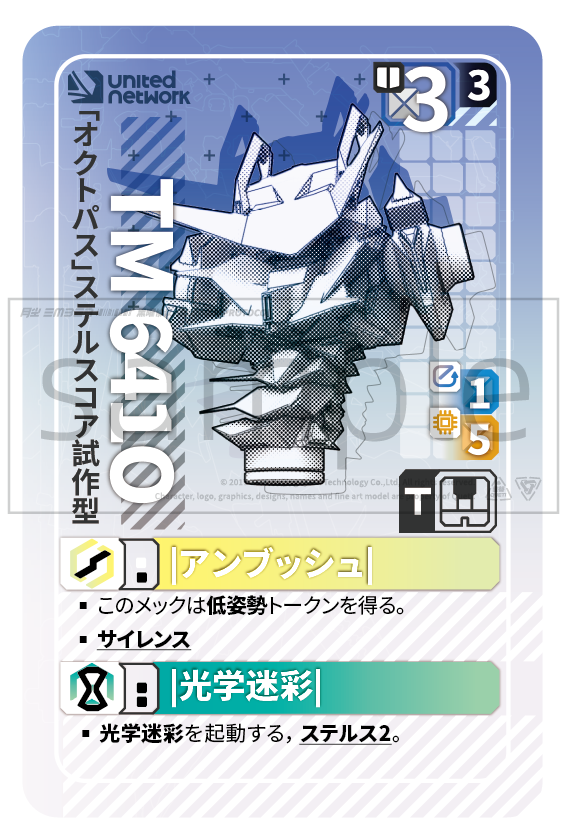 UNITED
NETWORK
3
3
「オクトパス」ステルスコア試作型
TM6410
sample
1
5
T
|アンブッシュ|
▪ このメックは低姿勢トークンを得る。
▪ サイレンス
|光学迷彩|
▪ 光学迷彩を起動する，ステルス2。